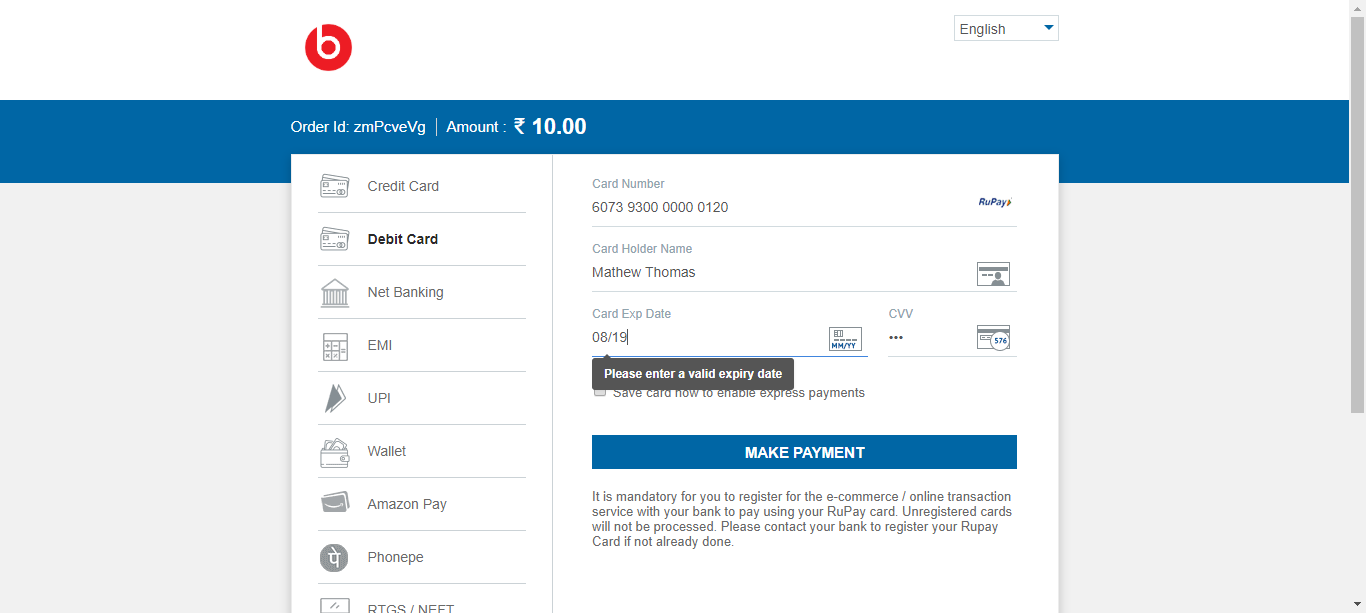 b
English
Order Id: zmPcveVg | Amount : ₹ 10.00
Credit Card
Debit Card
Net Banking
EMI
UPI
Wallet
Amazon Pay
पे Phonepe
RTGS / NEFT
Card Number
6073 9300 0000 0120
RuPay
Card Holder Name
Mathew Thomas
Card Exp Date
08/19
MM/YY
CVV
•••
576
Please enter a valid expiry date
Save card now to enable express payments
MAKE PAYMENT
It is mandatory for you to register for the e-commerce / online transaction
service with your bank to pay using your RuPay card. Unregistered cards
will not be processed. Please contact your bank to register your Rupay
Card if not already done.